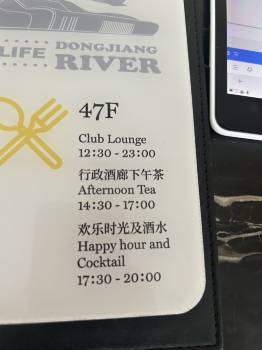 LIFE DONGJIANG
RIVER
47F
Club Lounge
12:30 - 23:00
行政酒廊下午茶
Afternoon Tea
14:30 - 17:00
欢乐时光及酒水
Happy hour and
Cocktail
17:30 - 20:00